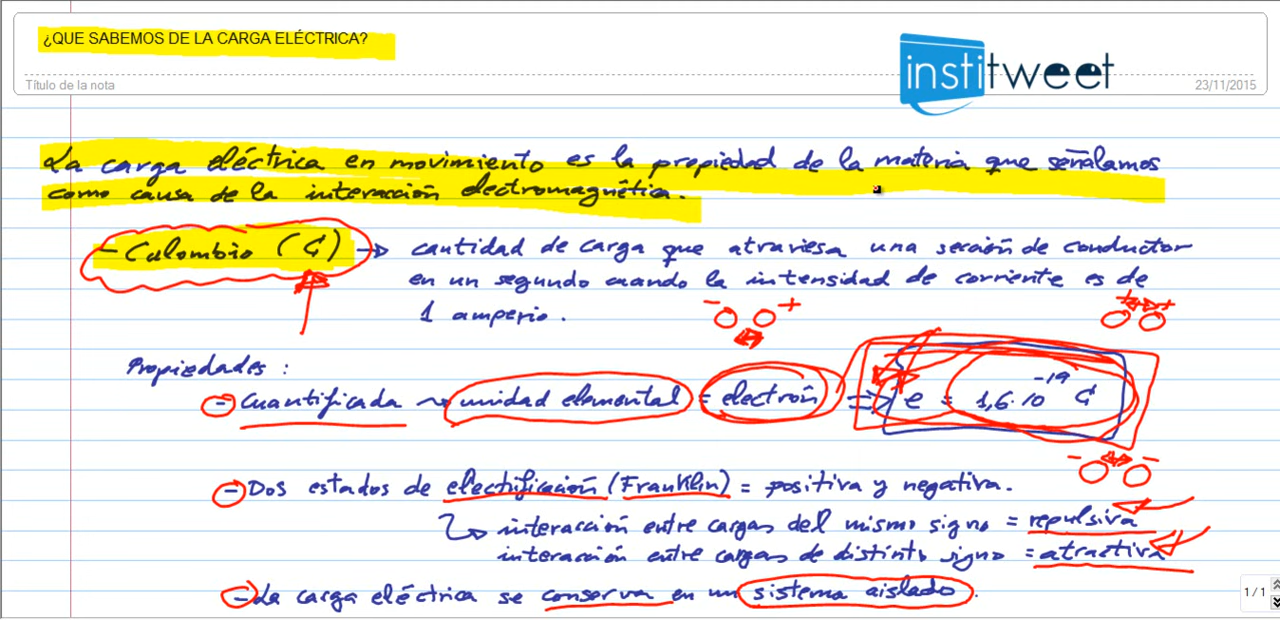 ¿QUE SABEMOS DE LA CARGA ELÉCTRICA?
institweet
Título de la nota
23/11/2015
La carga eléctrica en movimiento es la propiedad de la materia que señalamos
como causa de la interacción electromagnética.
- Culombio (C) → cantidad de carga que atraviesa una sección de conductor
en un segundo cuando la intensidad de corriente es de
1 amperio.
- +
+ +
Propiedades:
- Cuantificada → unidad elemental = electrón ⇒ e = 1,6·10⁻¹⁹ C
- -
- Dos estados de electrificación (Franklin) = positiva y negativa.
↳ interacción entre cargas del mismo signo = repulsiva
interacción entre cargas de distinto signo = atractiva
- La carga eléctrica se conserva en un sistema aislado.
1 / 1